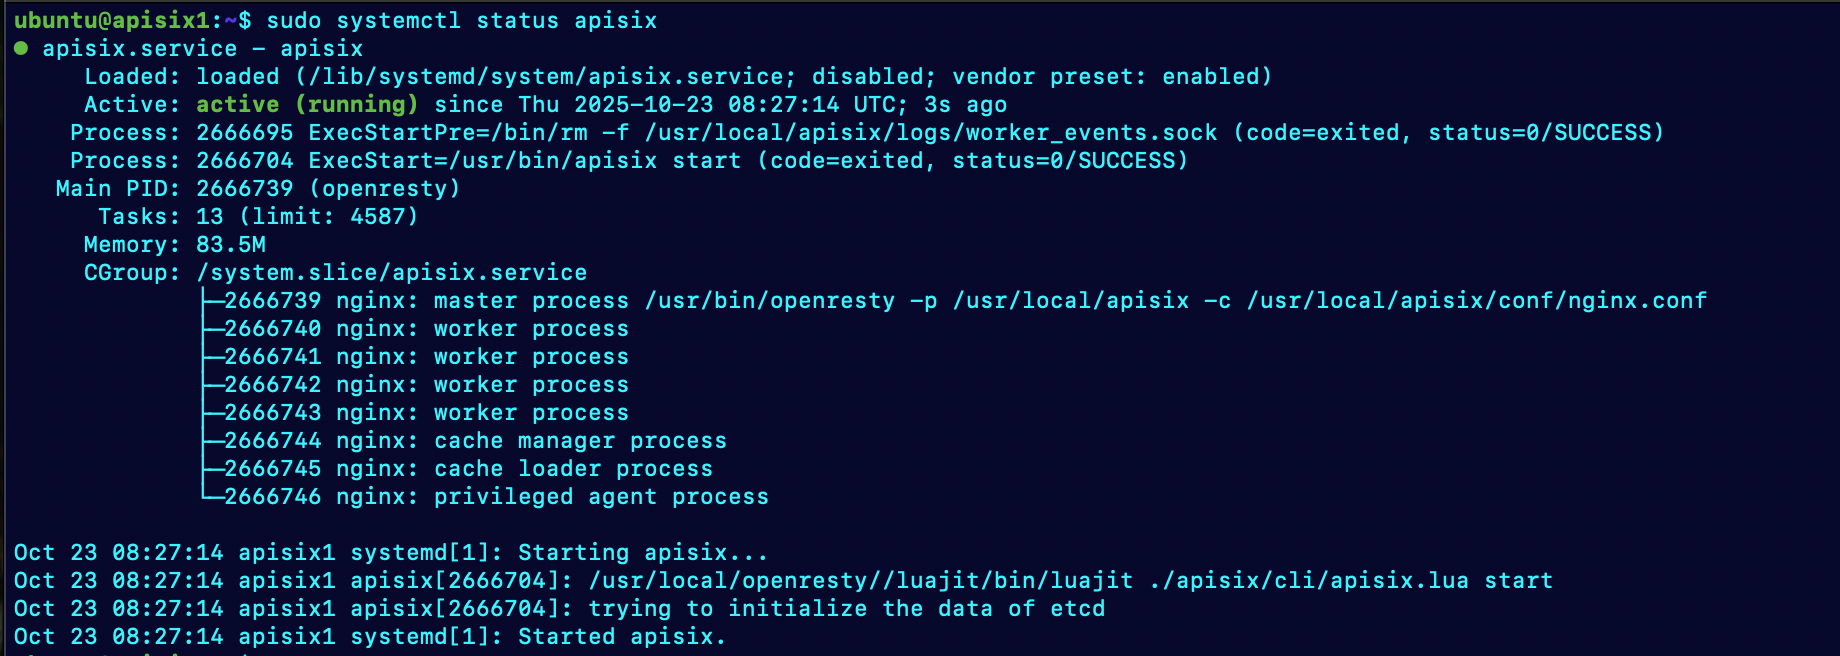 ubuntu@apisix1:~$ sudo systemctl status apisix
● apisix.service - apisix
     Loaded: loaded (/lib/systemd/system/apisix.service; disabled; vendor preset: enabled)
     Active: active (running) since Thu 2025-10-23 08:27:14 UTC; 3s ago
    Process: 2666695 ExecStartPre=/bin/rm -f /usr/local/apisix/logs/worker_events.sock (code=exited, status=0/SUCCESS)
    Process: 2666704 ExecStart=/usr/bin/apisix start (code=exited, status=0/SUCCESS)
   Main PID: 2666739 (openresty)
      Tasks: 13 (limit: 4587)
     Memory: 83.5M
     CGroup: /system.slice/apisix.service
             ├─2666739 nginx: master process /usr/bin/openresty -p /usr/local/apisix -c /usr/local/apisix/conf/nginx.conf
             ├─2666740 nginx: worker process
             ├─2666741 nginx: worker process
             ├─2666742 nginx: worker process
             ├─2666743 nginx: worker process
             ├─2666744 nginx: cache manager process
             ├─2666745 nginx: cache loader process
             └─2666746 nginx: privileged agent process

Oct 23 08:27:14 apisix1 systemd[1]: Starting apisix...
Oct 23 08:27:14 apisix1 apisix[2666704]: /usr/local/openresty//luajit/bin/luajit ./apisix/cli/apisix.lua start
Oct 23 08:27:14 apisix1 apisix[2666704]: trying to initialize the data of etcd
Oct 23 08:27:14 apisix1 systemd[1]: Started apisix.